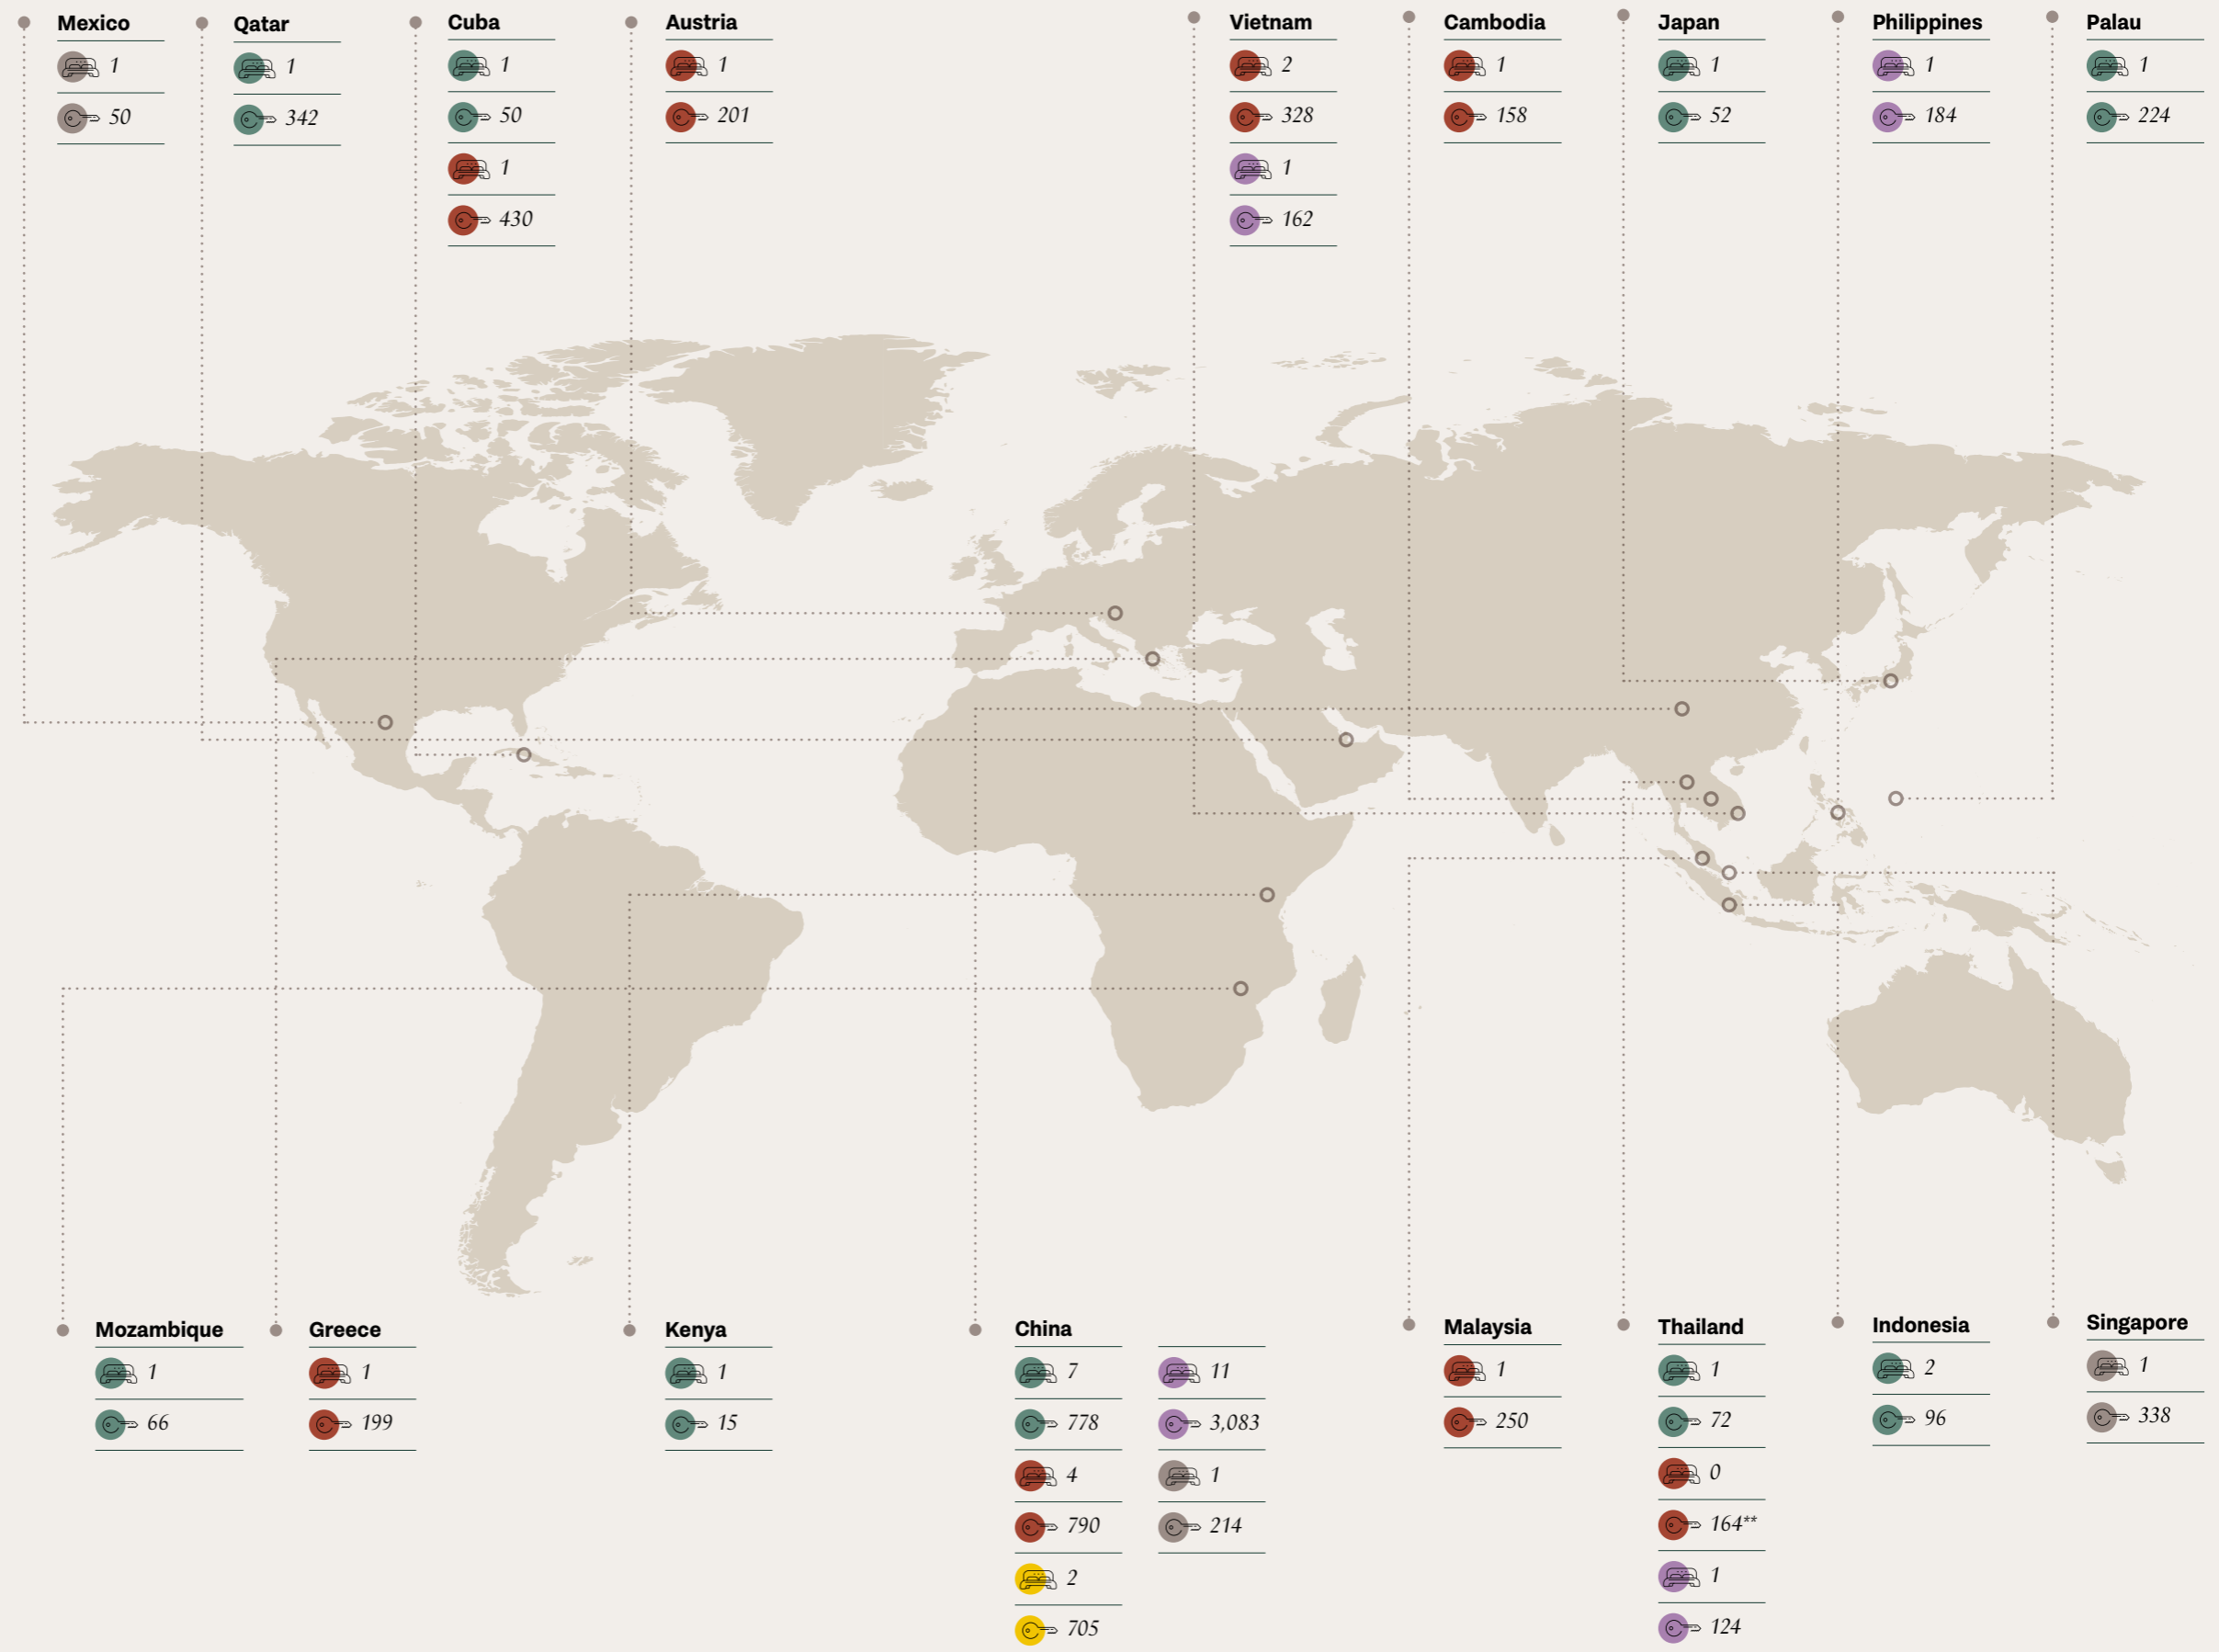 Mexico
1
50
Qatar
1
342
Cuba
1
50
1
430
Austria
1
201
Vietnam
2
328
1
162
Cambodia
1
158
Japan
1
52
Philippines
1
184
Palau
1
224
Mozambique
1
66
Greece
1
199
Kenya
1
15
China
7
778
4
790
2
705
11
3,083
1
214
Malaysia
1
250
Thailand
1
72
0
164**
1
124
Indonesia
2
96
Singapore
1
338